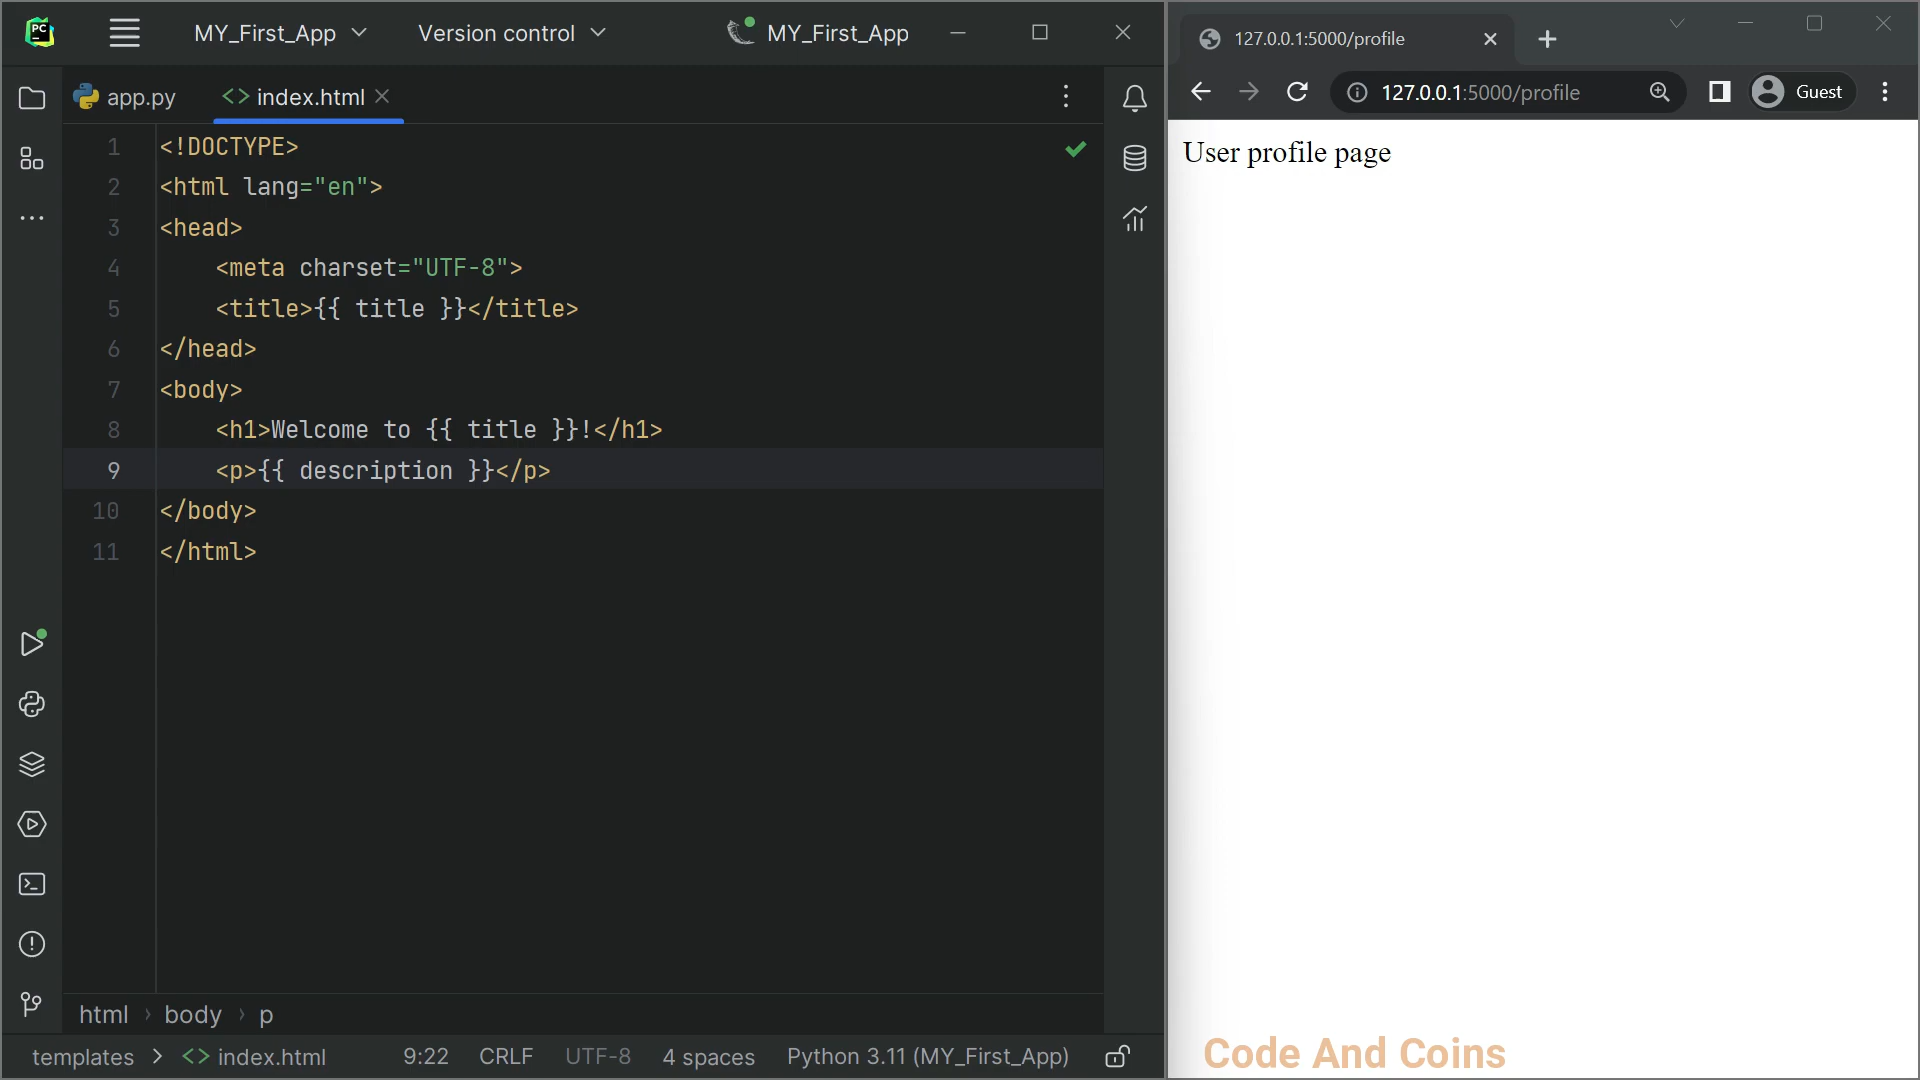 PC MY_First_App Version control MY_First_App
app.py <> index.html
1 <!DOCTYPE>
2 <html lang="en">
3 <head>
4 <meta charset="UTF-8">
5 <title>{{ title }}</title>
6 </head>
7 <body>
8 <h1>Welcome to {{ title }}!</h1>
9 <p>{{ description }}</p>
10 </body>
11 </html>
html › body › p
templates > <> index.html 9:22 CRLF UTF-8 4 spaces Python 3.11 (MY_First_App)
127.0.0.1:5000/profile
127.0.0.1:5000/profile Guest
User profile page
Code And Coins